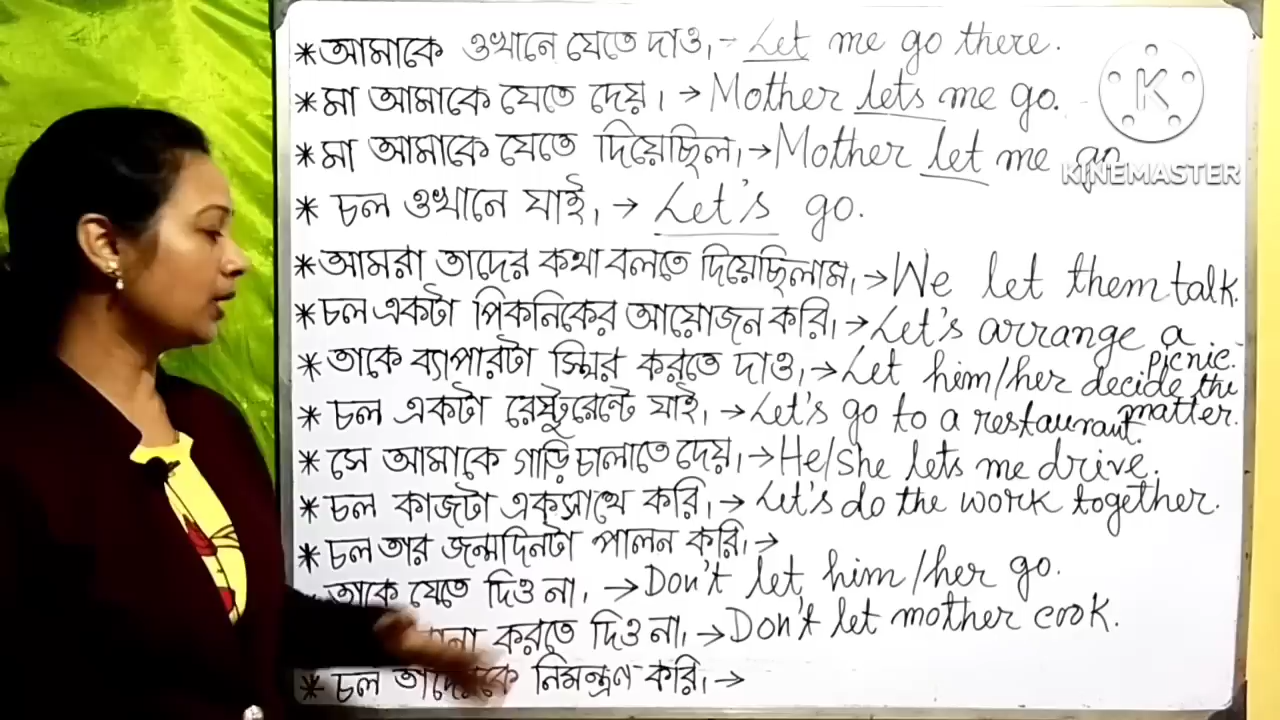 * আমাকে ওখানে যেতে দাও।- Let me go there.
* মা আমাকে যেতে দেয়। → Mother lets me go.
* মা আমাকে যেতে দিয়েছিল। → Mother let me go
K
KINEMASTER
* চল ওখানে যাই। → Let's go.
* আমরা তাদের কথা বলতে দিয়েছিলাম। → We let them talk.
* চল একটা পিকনিকের আয়োজন করি। → Let's arrange a picnic.
* তাকে ব্যাপারটা স্থির করতে দাও। → Let him/her decide the matter.
* চল একটা রেষ্টুরেন্টে যাই। → Let's go to a restaurant.
* সে আমাকে গাড়ি চালাতে দেয়। → He/she lets me drive.
* চল কাজটা একসাথে করি। → Let's do the work together.
* চল তার জন্মদিনটা পালন করি। →
তাকে যেতে দিও না। → Don't let him/her go.
করতে দিও না। → Don't let mother cook.
* চল তাদেরকে নিমন্ত্রণ করি। →